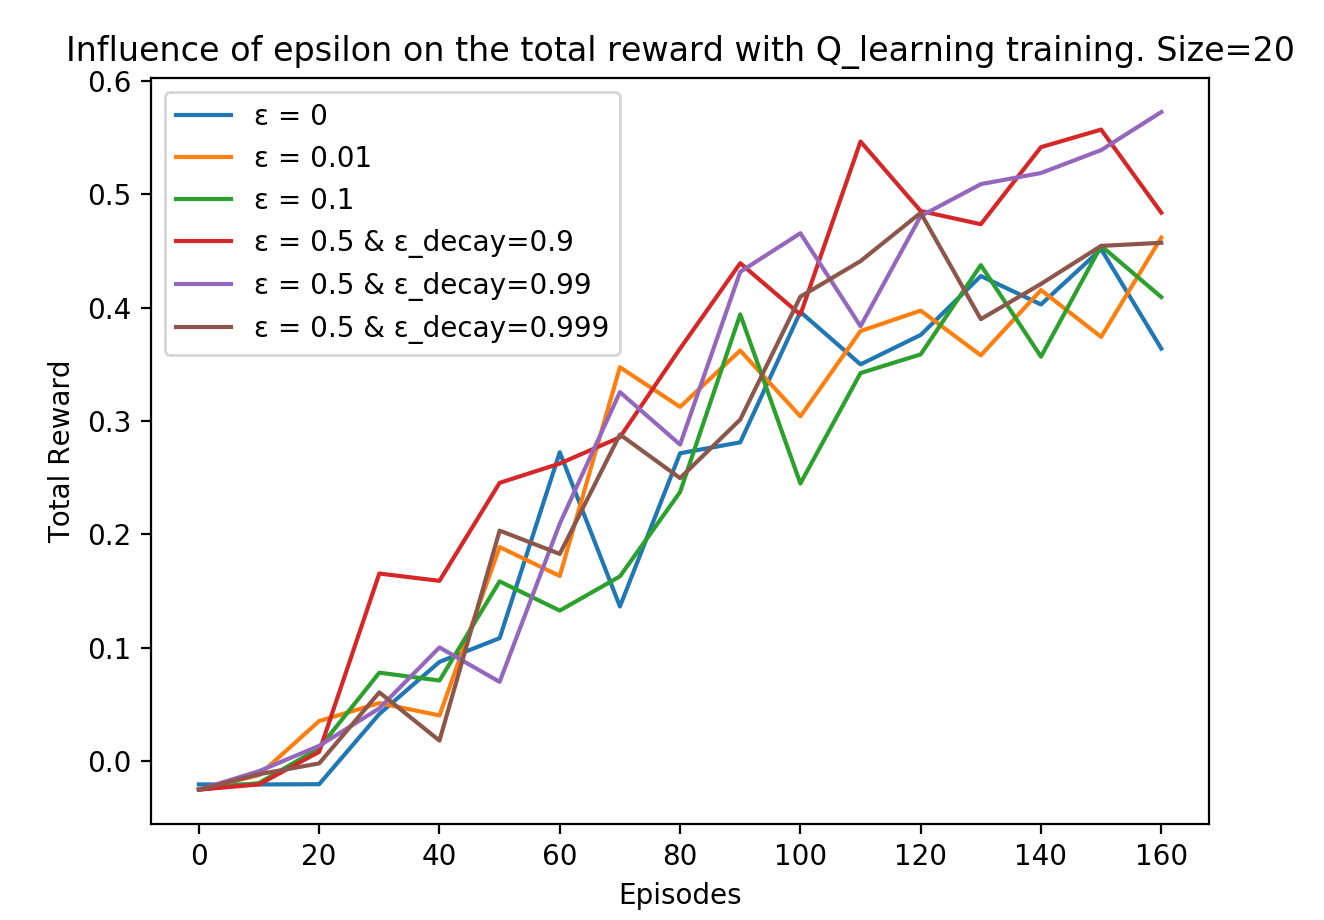 Influence of epsilon on the total reward with Q_learning training. Size=20
0.6
0.5
0.4
0.3
0.2
0.1
0.0
Total Reward
ε = 0
ε = 0.01
ε = 0.1
ε = 0.5 & ε_decay=0.9
ε = 0.5 & ε_decay=0.99
ε = 0.5 & ε_decay=0.999
0 20 40 60 80 100 120 140 160
Episodes